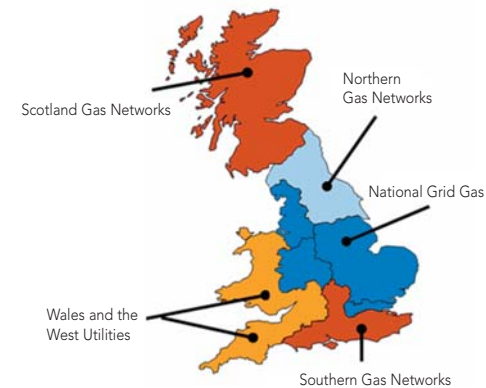 Northern
Gas Networks
Scotland Gas Networks
National Grid Gas
Wales and the
West Utilities
Southern Gas Networks